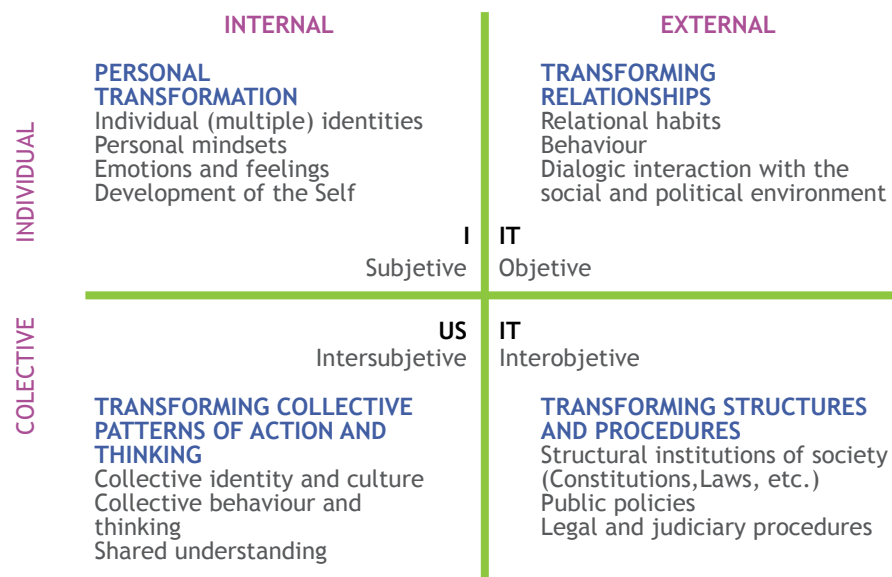 INTERNAL
EXTERNAL
INDIVIDUAL
PERSONAL
TRANSFORMATION
Individual (multiple) identities
Personal mindsets
Emotions and feelings
Development of the Self
I
Subjetive
TRANSFORMING
RELATIONSHIPS
Relational habits
Behaviour
Dialogic interaction with the
social and political environment
IT
Objetive
COLECTIVE
US
Intersubjetive
TRANSFORMING COLLECTIVE
PATTERNS OF ACTION AND
THINKING
Collective identity and culture
Collective behaviour and
thinking
Shared understanding
IT
Interobjetive
TRANSFORMING STRUCTURES
AND PROCEDURES
Structural institutions of society
(Constitutions,Laws, etc.)
Public policies
Legal and judiciary procedures